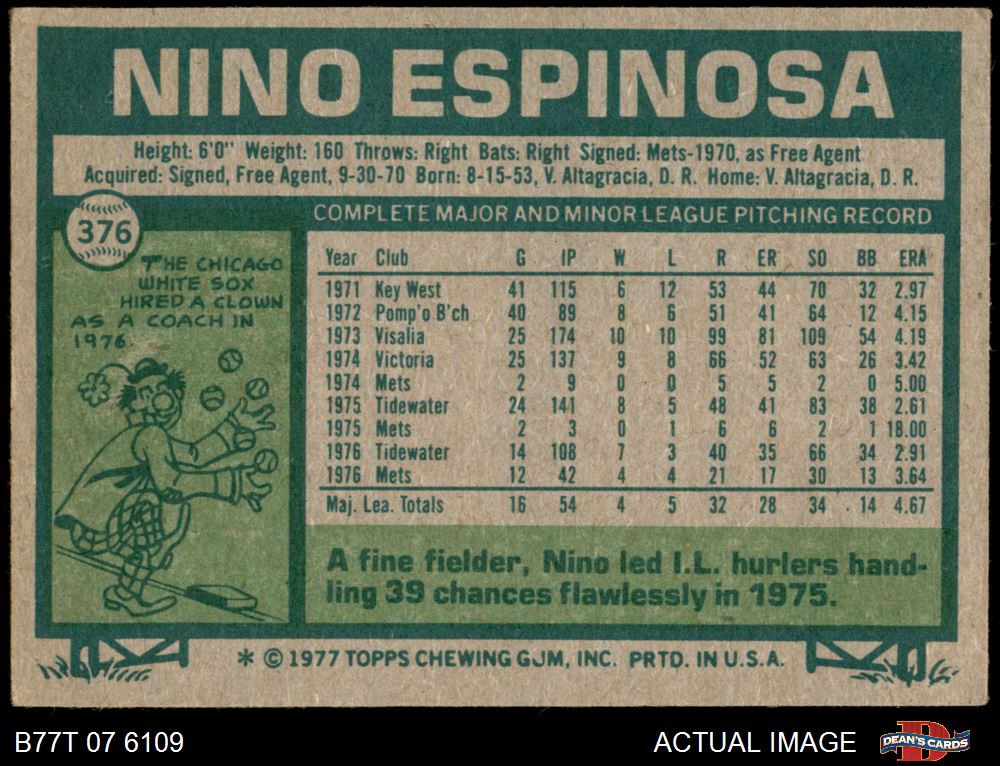 NINO ESPINOSA
Height: 6'0" Weight: 160 Throws: Right Bats: Right Signed: Mets-1970, as Free Agent
Acquired: Signed, Free Agent, 9-30-70 Born: 8-15-53, V. Altagracia, D. R. Home: V. Altagracia, D. R.
376
THE CHICAGO
WHITE SOX
HIRED A CLOWN
AS A COACH IN
1976.
COMPLETE MAJOR AND MINOR LEAGUE PITCHING RECORD
Year Club G IP W L R ER SO BB ERA
1971 Key West 41 115 6 12 53 44 70 32 2.97
1972 Pomp'o B'ch 40 89 8 6 51 41 64 12 4.15
1973 Visalia 25 174 10 10 99 81 109 54 4.19
1974 Victoria 25 137 9 8 66 52 63 26 3.42
1974 Mets 2 9 0 0 5 5 2 0 5.00
1975 Tidewater 24 141 8 5 48 41 83 38 2.61
1975 Mets 2 3 0 1 6 6 2 1 18.00
1976 Tidewater 14 108 7 3 40 35 66 34 2.91
1976 Mets 12 42 4 4 21 17 30 13 3.64
Maj. Lea. Totals 16 54 4 5 32 28 34 14 4.67
A fine fielder, Nino led I.L. hurlers hand-
ling 39 chances flawlessly in 1975.
* © 1977 TOPPS CHEWING GUM, INC. PRTD. IN U.S.A.
B77T 07 6109
ACTUAL IMAGE
D
DEAN'S CARDS